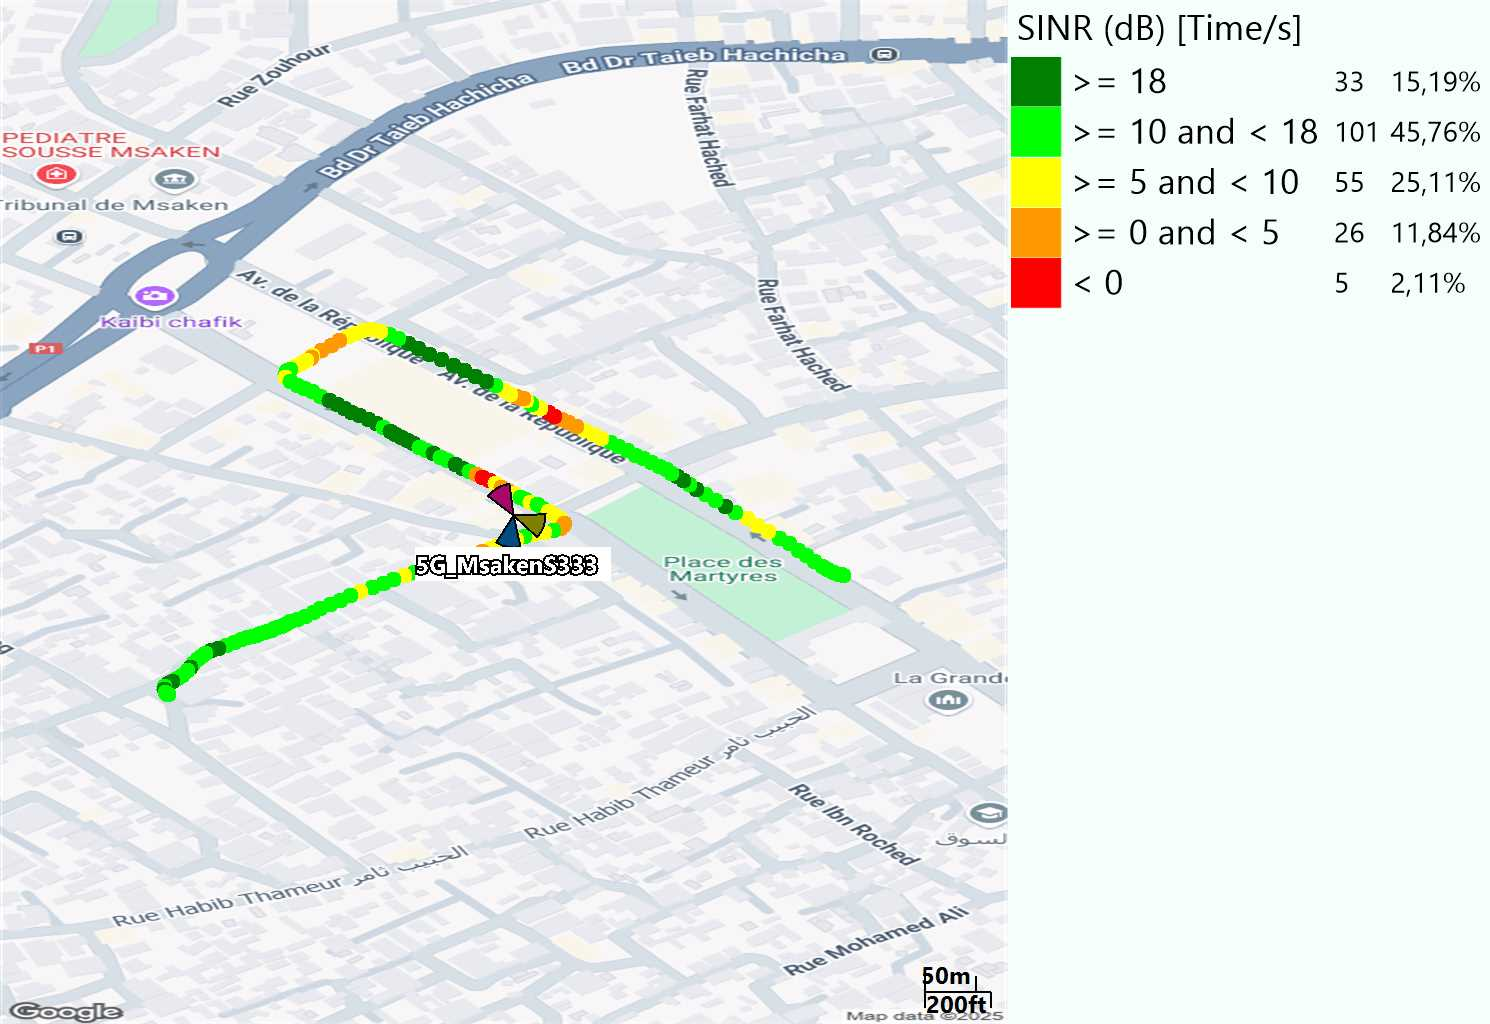 SINR (dB) [Time/s]
>= 18 33 15,19%
>= 10 and < 18 101 45,76%
>= 5 and < 10 55 25,11%
>= 0 and < 5 26 11,84%
< 0 5 2,11%
Rue Zouhour
Bd Dr Taieb Hachicha
Bd Dr Taieb Hachicha
Rue Farhat Hached
PEDIATRE
SOUSSE MSAKEN
Tribunal de Msaken
Kaibi chafik
P1
Av. de la République
Av. de la République
Rue Farhat Hached
5G_MsakenS333
Place des
Martyres
La Grande
Rue Habib Thameur الحبيب ثامر
Rue Ibn Roched
السوق
Rue Habib Thameur الحبيب ثامر
Rue Mohamed Ali
50m
200ft
Google
Map data ©2025